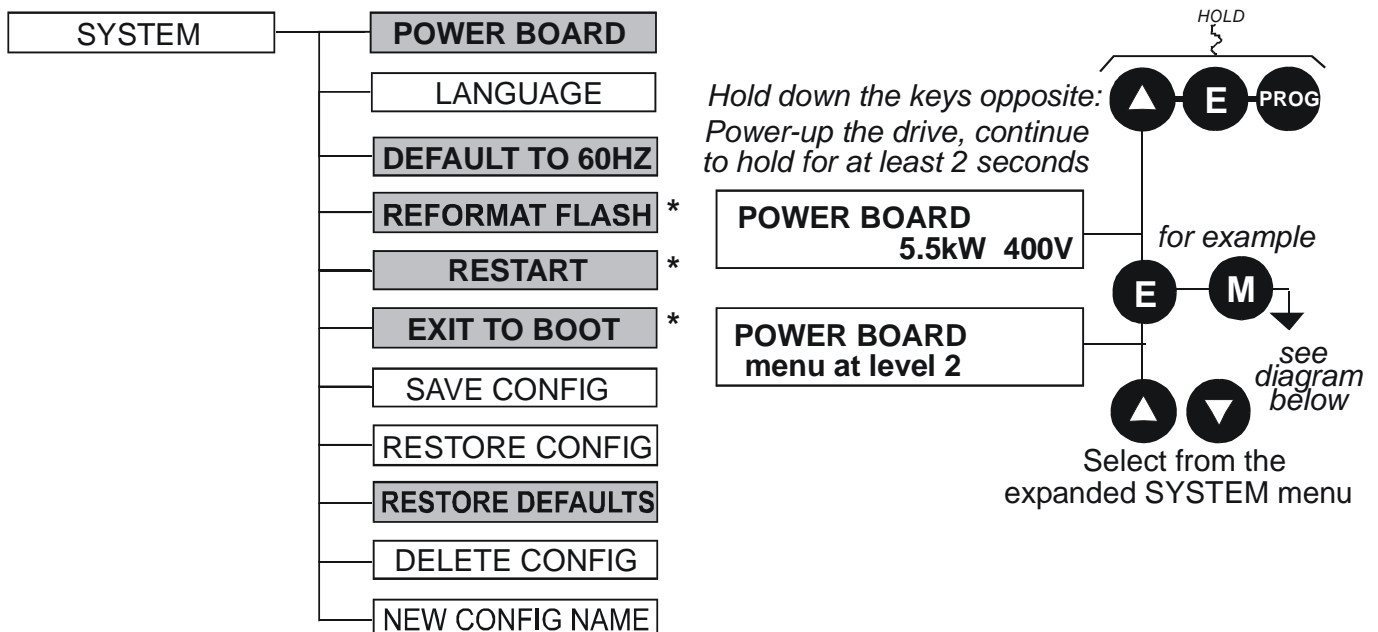 SYSTEM
POWER BOARD
LANGUAGE
DEFAULT TO 60HZ
REFORMAT FLASH *
RESTART *
EXIT TO BOOT *
SAVE CONFIG
RESTORE CONFIG
RESTORE DEFAULTS
DELETE CONFIG
NEW CONFIG NAME
HOLD
Hold down the keys opposite:
E
PROG
Power-up the drive, continue
to hold for at least 2 seconds
POWER BOARD
5.5kW 400V
for example
E
M
POWER BOARD
menu at level 2
see
diagram
below
Select from the
expanded SYSTEM menu